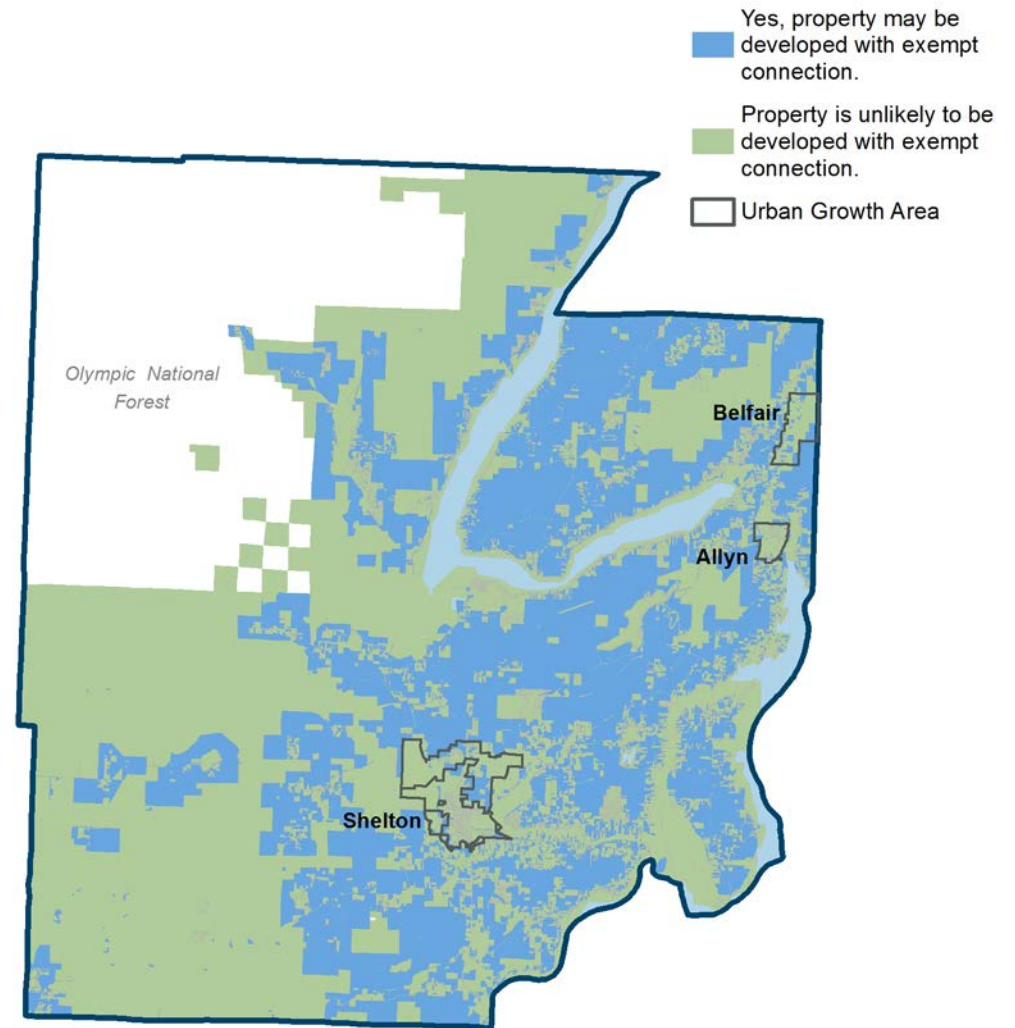 Yes, property may be
developed with exempt
connection.
Property is unlikely to be
developed with exempt
connection.
Urban Growth Area
Olympic National
Forest
Belfair
Allyn
Shelton